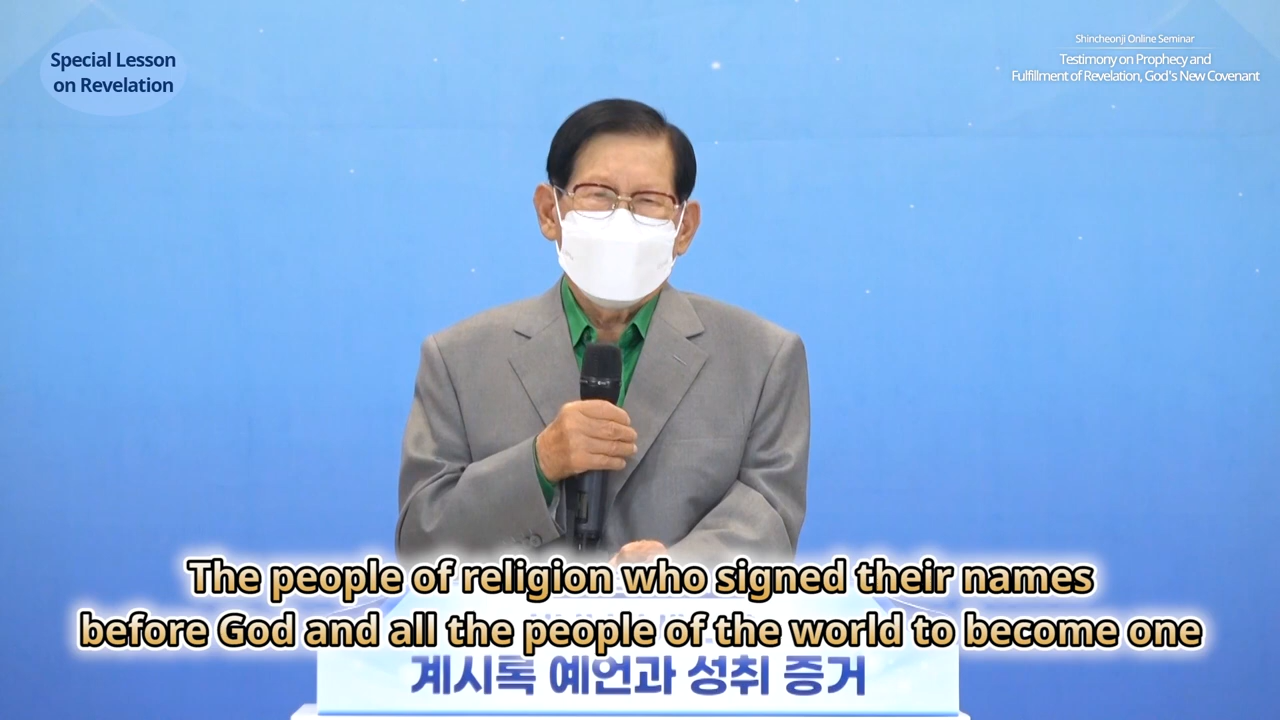 Special Lesson
on Revelation
Shincheonji Online Seminar
Testimony on Prophecy and
Fulfillment of Revelation, God's New Covenant
The people of religion who signed their names
before God and all the people of the world to become one
계시록 예언과 성취 증거